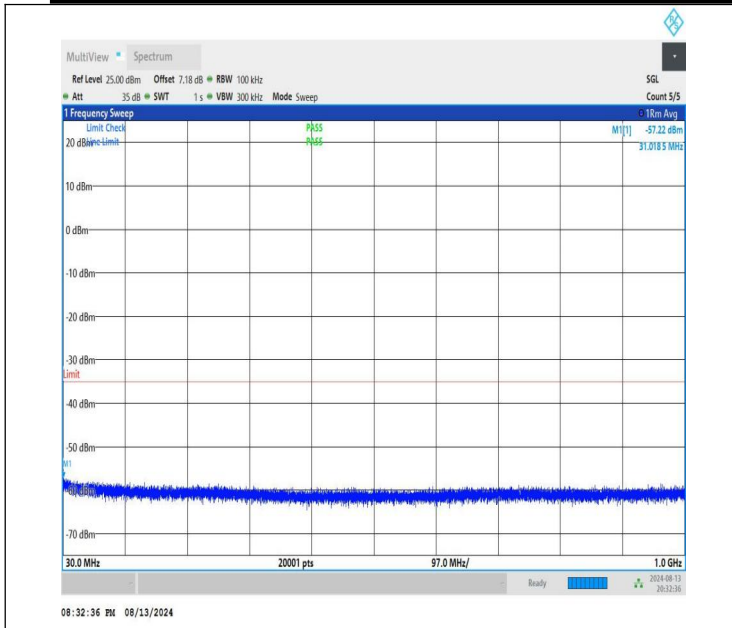 MultiView Spectrum
Ref Level 25.00 dBm Offset 7.18 dB RBW 100 kHz SGL
Att 35 dB SWT 1 s VBW 300 kHz Mode Sweep Count 5/5
1 Frequency Sweep 1Rm Avg
Limit Check PASS M1[1] -57.22 dBm
20 dBm Line Limit PASS 31.018 5 MHz
10 dBm
0 dBm
-10 dBm
-20 dBm
-30 dBm
Limit
-40 dBm
-50 dBm
M1
-60 dBm
-70 dBm
30.0 MHz 20001 pts 97.0 MHz/ 1.0 GHz
Ready 2024-08-13
20:32:36
08:32:36 PM 08/13/2024